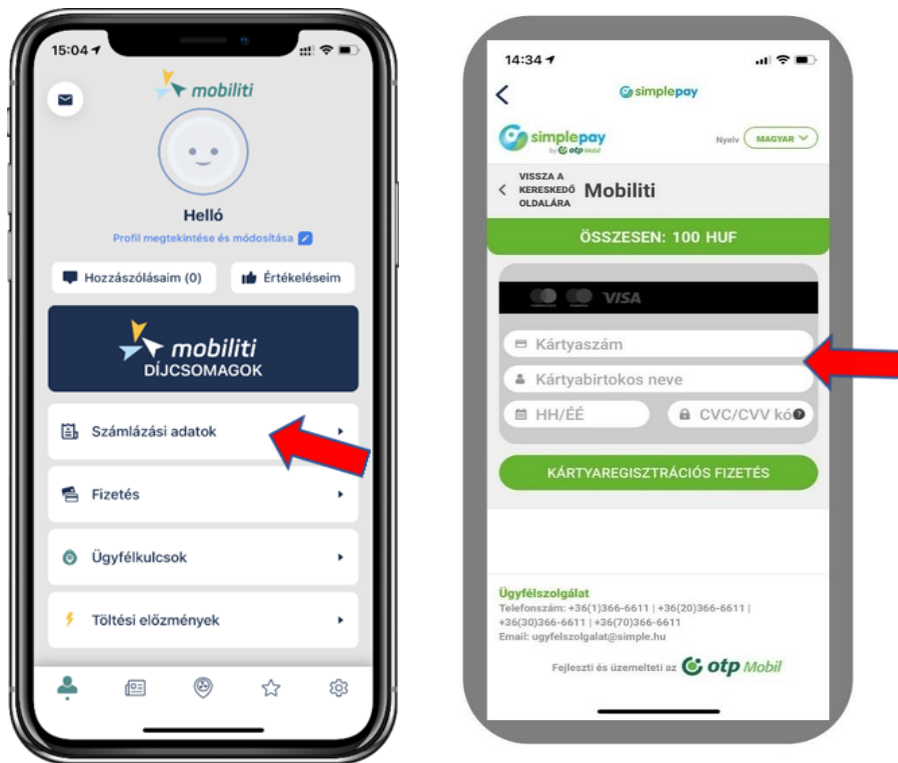 15:04
mobiliti
Helló
Profil megtekintése és módosítása
Hozzászólásaim (0)
Értékeléseim
mobiliti
DÍJCSOMAGOK
Számlázási adatok
Fizetés
Ügyfélkulcsok
Töltési előzmények
14:34
simplepay
simplepay
by otp Mobil
Nyelv
MAGYAR
VISSZA A
KERESKEDŐ
OLDALÁRA
Mobiliti
ÖSSZESEN: 100 HUF
VISA
Kártyaszám
Kártyabirtokos neve
HH/ÉÉ
CVC/CVV kó
KÁRTYAREGISZTRÁCIÓS FIZETÉS
Ügyfélszolgálat
Telefonszám: +36(1)366-6611 | +36(20)366-6611 |
+36(30)366-6611 | +36(70)366-6611
Email: ugyfelszolgalat@simple.hu
Fejleszti és üzemelteti az otp Mobil